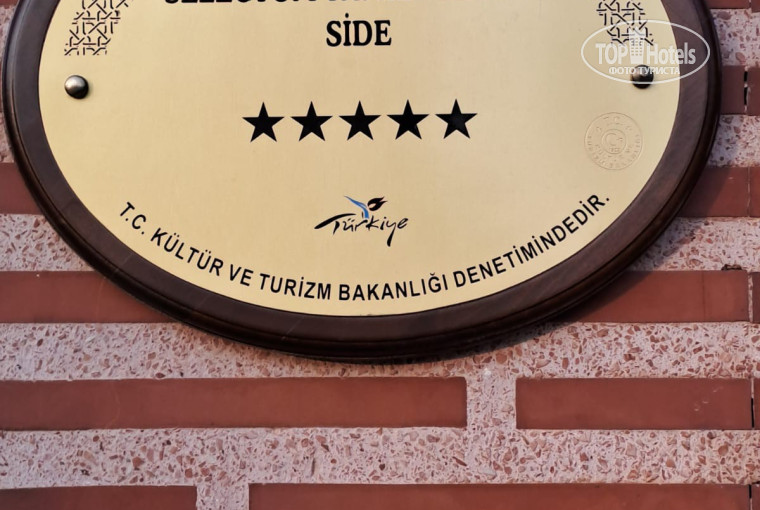 SİDE
Türkiye
T.C. KÜLTÜR VE TURİZM BAKANLIĞI DENETİMİNDEDİR.
TOP Hotels
ФОТО ТУРИСТА